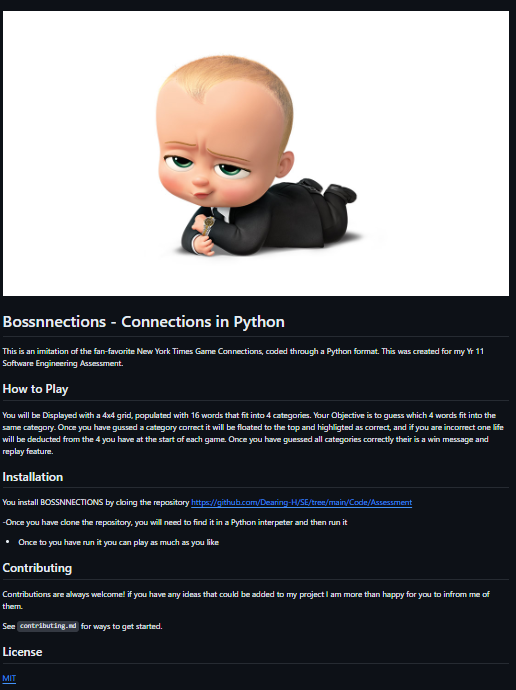 Bossnnections - Connections in Python
This is an imitation of the fan-favorite New York Times Game Connections, coded through a Python format. This was created for my Yr 11
Software Engineering Assessment.
How to Play
You will be Displayed with a 4x4 grid, populated with 16 words that fit into 4 categories. Your Objective is to guess which 4 words fit into the
same category. Once you have gussed a category correct it will be floated to the top and highligted as correct, and if you are incorrect one life
will be deducted from the 4 you have at the start of each game. Once you have guessed all categories correctly their is a win message and
replay feature.
Installation
You install BOSSNNECTIONS by cloing the repository https://github.com/Dearing-H/SE/tree/main/Code/Assessment
-Once you have clone the repository, you will need to find it in a Python interpeter and then run it
• Once to you have run it you can play as much as you like
Contributing
Contributions are always welcome! if you have any ideas that could be added to my project I am more than happy for you to infrom me of
them.
See contributing.md for ways to get started.
License
MIT